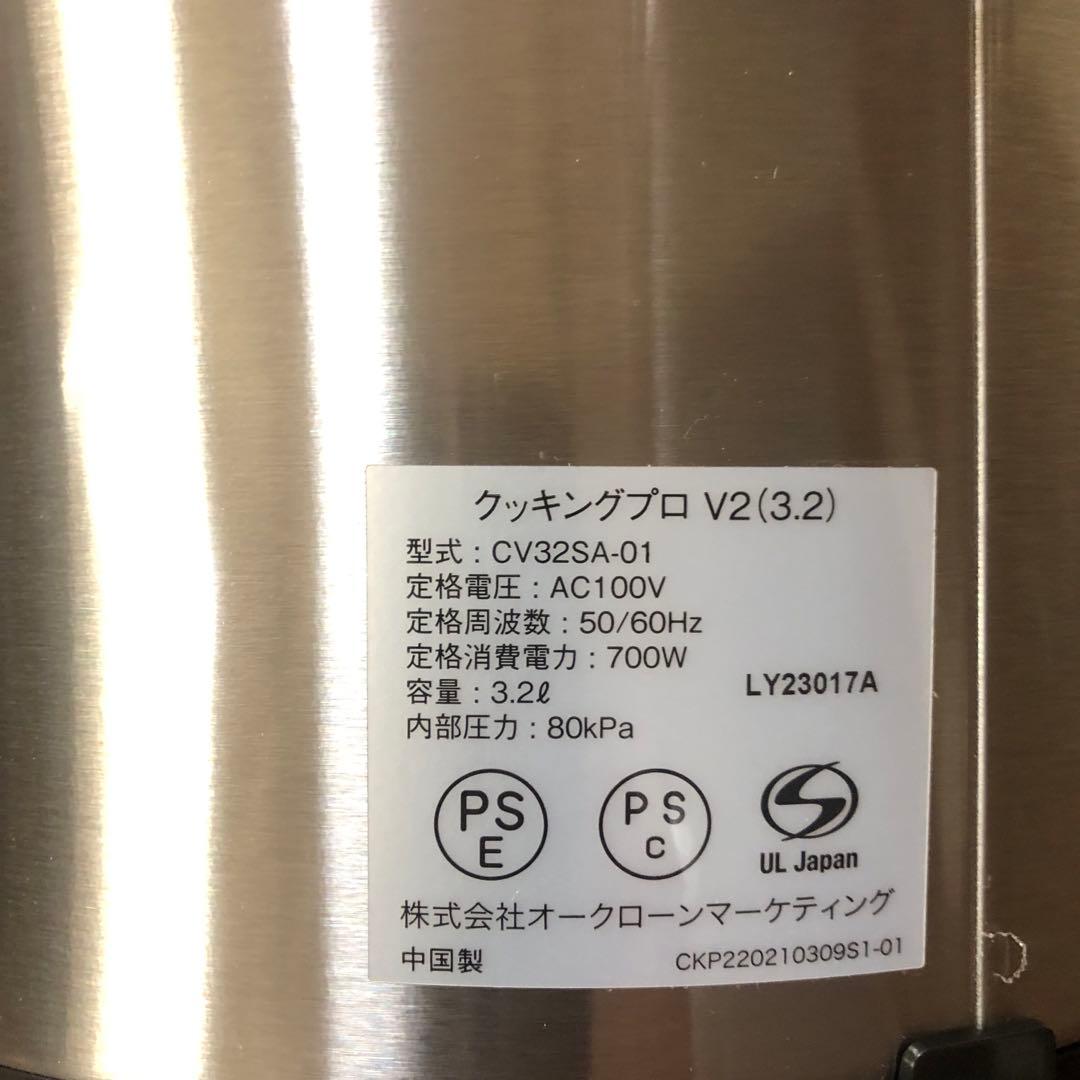 クッキングプロ V2(3.2)
型式 : CV32SA-01
定格電圧 : AC100V
定格周波数 : 50/60Hz
定格消費電力 : 700W
容量 : 3.2ℓ
内部圧力 : 80kPa
LY23017A
PS
E
PS
C
UL Japan
株式会社オークローンマーケティング
中国製
CKP220210309S1-01